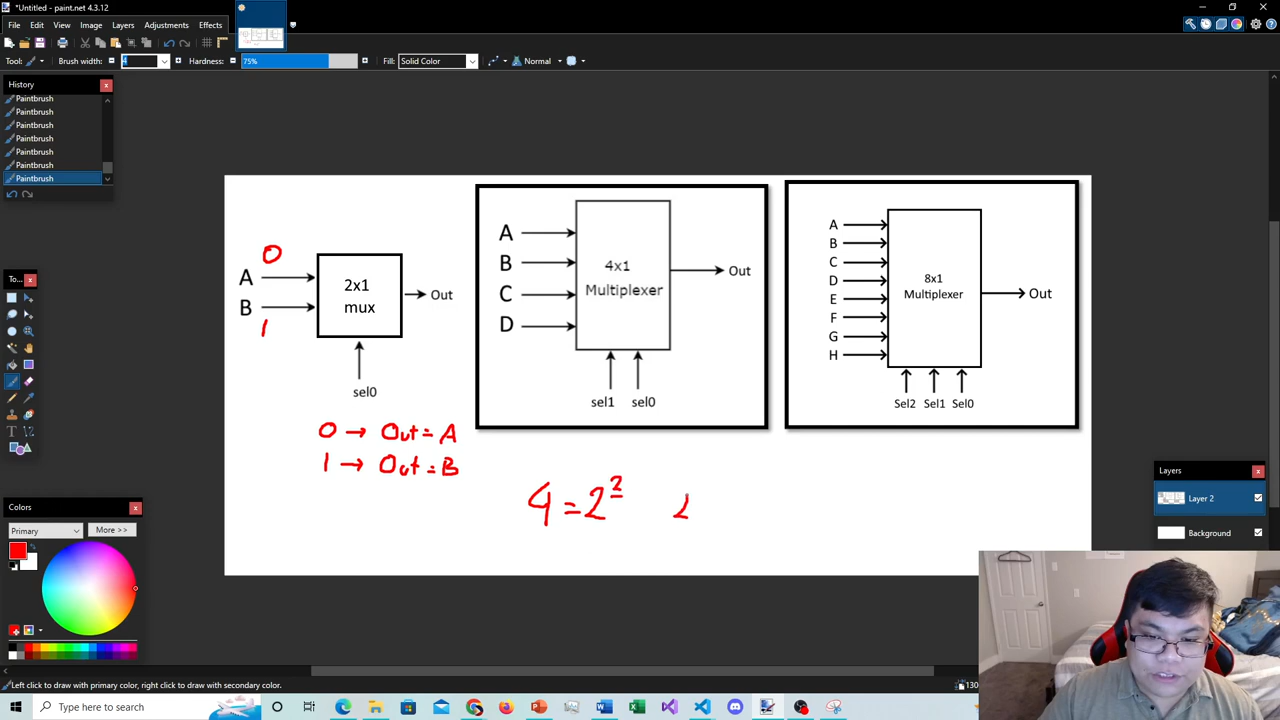 *Untitled - paint.net 4.3.12
File Edit View Image Layers Adjustments Effects
Tool: Brush width: 4 Hardness: 75% Fill: Solid Color Normal
History
Paintbrush
Paintbrush
Paintbrush
Paintbrush
Paintbrush
Paintbrush
Paintbrush
To...
Colors
Primary More >>
A 0
B 1
2x1
mux
Out
sel0
0 → Out = A
1 → Out = B
A
B
C
D
4x1
Multiplexer
Out
sel1 sel0
4 = 2²
A
B
C
D
E
F
G
H
8x1
Multiplexer
Out
Sel2 Sel1 Sel0
Layers
Layer 2
Background
Left to draw with primary color, right click to draw with secondary color.
130
Type here to search